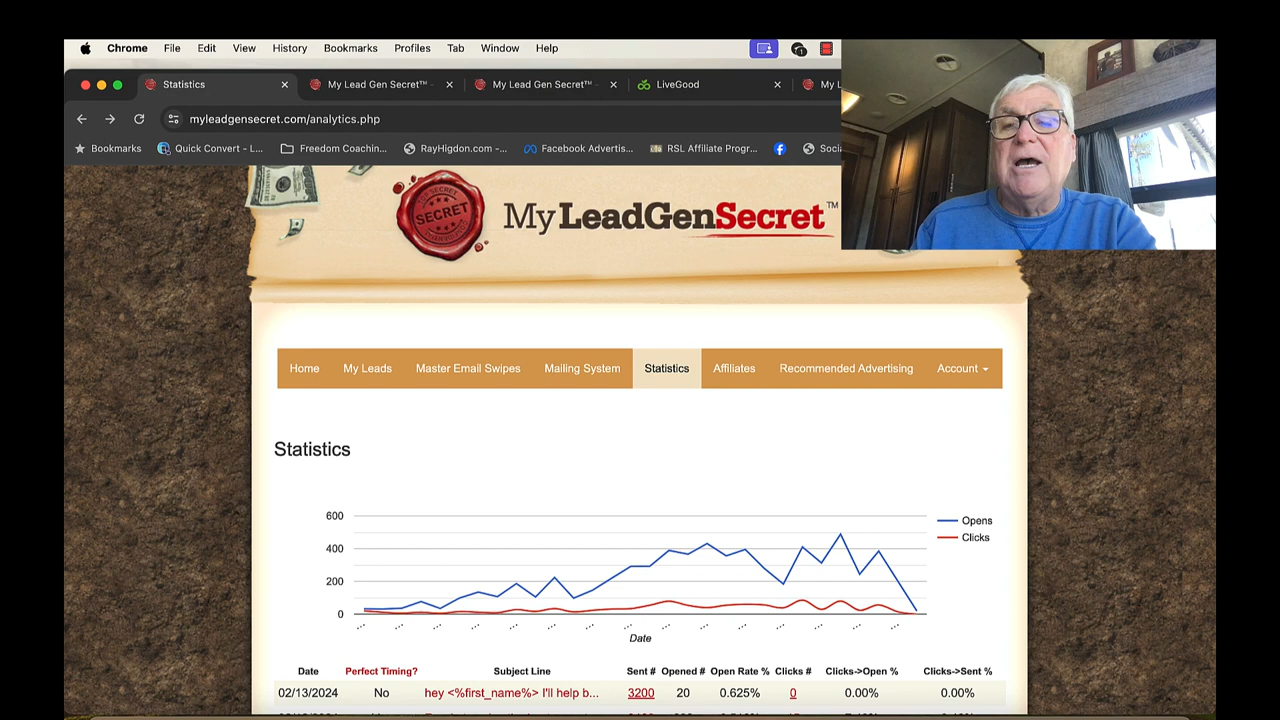 Chrome File Edit View History Bookmarks Profiles Tab Window Help
Statistics My Lead Gen Secret™ My Lead Gen Secret™ LiveGood My L
myleadgensecret.com/analytics.php
Bookmarks Quick Convert - L... Freedom Coachin... RayHigdon.com -... Facebook Advertis... RSL Affiliate Progr... Soci
SECRET
MyLeadGenSecret™
Home My Leads Master Email Swipes Mailing System Statistics Affiliates Recommended Advertising Account
Statistics
600
400
200
0
Opens
Clicks
Date
Date Perfect Timing? Subject Line Sent # Opened # Open Rate % Clicks # Clicks->Open % Clicks->Sent %
02/13/2024 No hey <%first_name%> I'll help b... 3200 20 0.625% 0 0.00% 0.00%